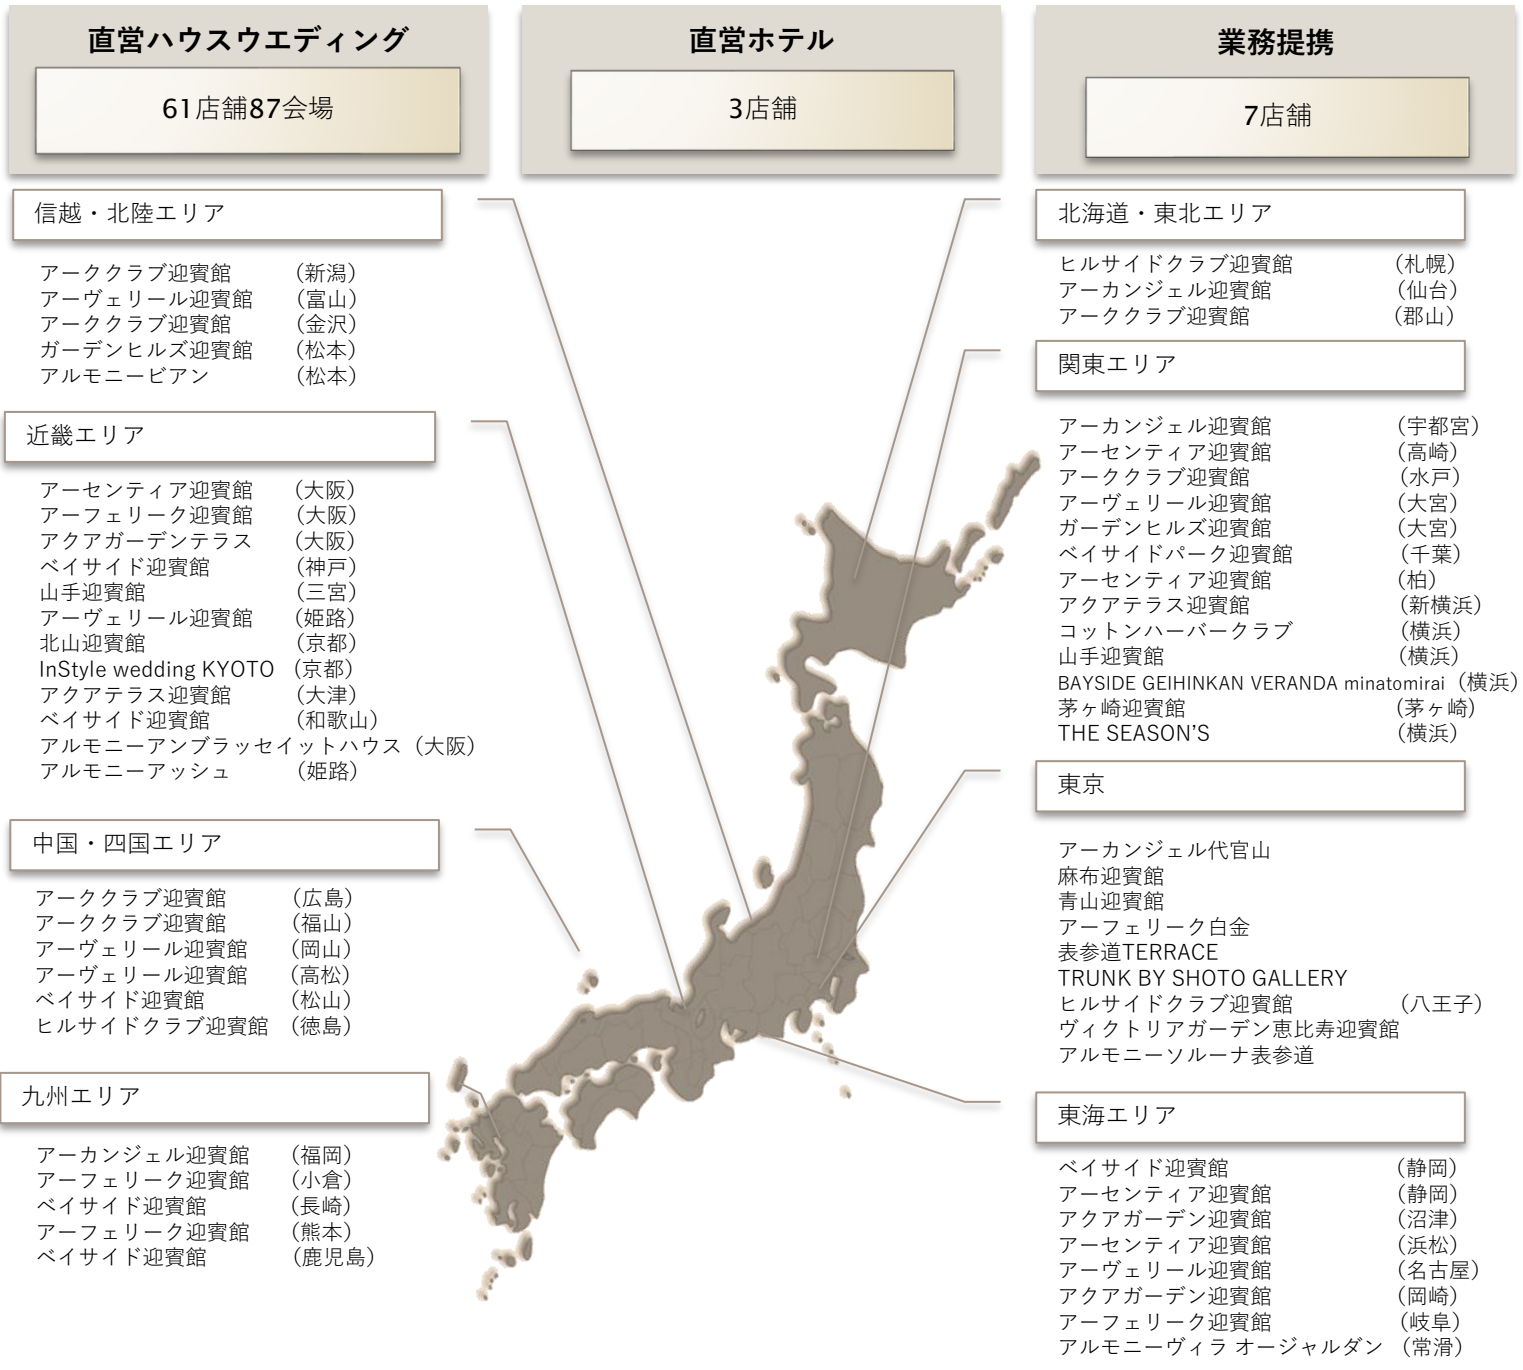 直営ハウスウエディング
61店舗87会場
直営ホテル
3店舗
業務提携
7店舗
信越・北陸エリア
アーククラブ迎賓館 （新潟）
アーヴェリール迎賓館 （富山）
アーククラブ迎賓館 （金沢）
ガーデンヒルズ迎賓館 （松本）
アルモニービアン （松本）
近畿エリア
アーセンティア迎賓館 （大阪）
アーフェリーク迎賓館 （大阪）
アクアガーデンテラス （大阪）
ベイサイド迎賓館 （神戸）
山手迎賓館 （三宮）
アーヴェリール迎賓館 （姫路）
北山迎賓館 （京都）
InStyle wedding KYOTO （京都）
アクアテラス迎賓館 （大津）
ベイサイド迎賓館 （和歌山）
アルモニーアンブラッセイットハウス（大阪）
アルモニーアッシュ （姫路）
中国・四国エリア
アーククラブ迎賓館 （広島）
アーククラブ迎賓館 （福山）
アーヴェリール迎賓館 （岡山）
アーヴェリール迎賓館 （高松）
ベイサイド迎賓館 （松山）
ヒルサイドクラブ迎賓館 （徳島）
九州エリア
アーカンジェル迎賓館 （福岡）
アーフェリーク迎賓館 （小倉）
ベイサイド迎賓館 （長崎）
アーフェリーク迎賓館 （熊本）
ベイサイド迎賓館 （鹿児島）
北海道・東北エリア
ヒルサイドクラブ迎賓館 （札幌）
アーカンジェル迎賓館 （仙台）
アーククラブ迎賓館 （郡山）
関東エリア
アーカンジェル迎賓館 （宇都宮）
アーセンティア迎賓館 （高崎）
アーククラブ迎賓館 （水戸）
アーヴェリール迎賓館 （大宮）
ガーデンヒルズ迎賓館 （大宮）
ベイサイドパーク迎賓館 （千葉）
アーセンティア迎賓館 （柏）
アクアテラス迎賓館 （新横浜）
コットンハーバークラブ （横浜）
山手迎賓館 （横浜）
BAYSIDE GEIHINKAN VERANDA minatomirai（横浜）
茅ヶ崎迎賓館 （茅ヶ崎）
THE SEASON'S （横浜）
東京
アーカンジェル代官山
麻布迎賓館
青山迎賓館
アーフェリーク白金
表参道TERRACE
TRUNK BY SHOTO GALLERY
ヒルサイドクラブ迎賓館 （八王子）
ヴィクトリアガーデン恵比寿迎賓館
アルモニーソルーナ表参道
東海エリア
ベイサイド迎賓館 （静岡）
アーセンティア迎賓館 （静岡）
アクアガーデン迎賓館 （沼津）
アーセンティア迎賓館 （浜松）
アーヴェリール迎賓館 （名古屋）
アクアガーデン迎賓館 （岡崎）
アーフェリーク迎賓館 （岐阜）
アルモニーヴィラ オージャルダン （常滑）